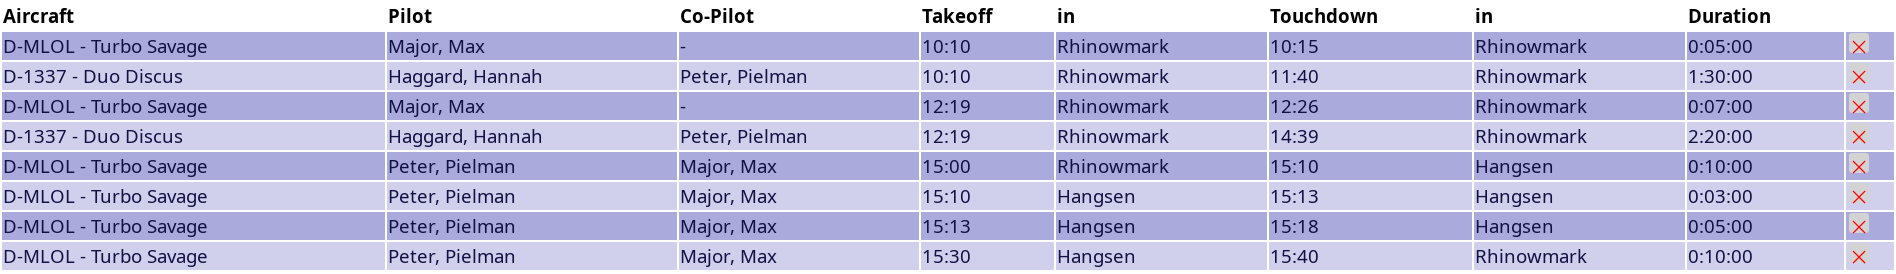 Aircraft Pilot Co-Pilot Takeoff in Touchdown in Duration
D-MLOL - Turbo Savage Major, Max - 10:10 Rhinowmark 10:15 Rhinowmark 0:05:00
D-1337 - Duo Discus Haggard, Hannah Peter, Pielman 10:10 Rhinowmark 11:40 Rhinowmark 1:30:00
D-MLOL - Turbo Savage Major, Max - 12:19 Rhinowmark 12:26 Rhinowmark 0:07:00
D-1337 - Duo Discus Haggard, Hannah Peter, Pielman 12:19 Rhinowmark 14:39 Rhinowmark 2:20:00
D-MLOL - Turbo Savage Peter, Pielman Major, Max 15:00 Rhinowmark 15:10 Hangsen 0:10:00
D-MLOL - Turbo Savage Peter, Pielman Major, Max 15:10 Hangsen 15:13 Hangsen 0:03:00
D-MLOL - Turbo Savage Peter, Pielman Major, Max 15:13 Hangsen 15:18 Hangsen 0:05:00
D-MLOL - Turbo Savage Peter, Pielman Major, Max 15:30 Hangsen 15:40 Rhinowmark 0:10:00